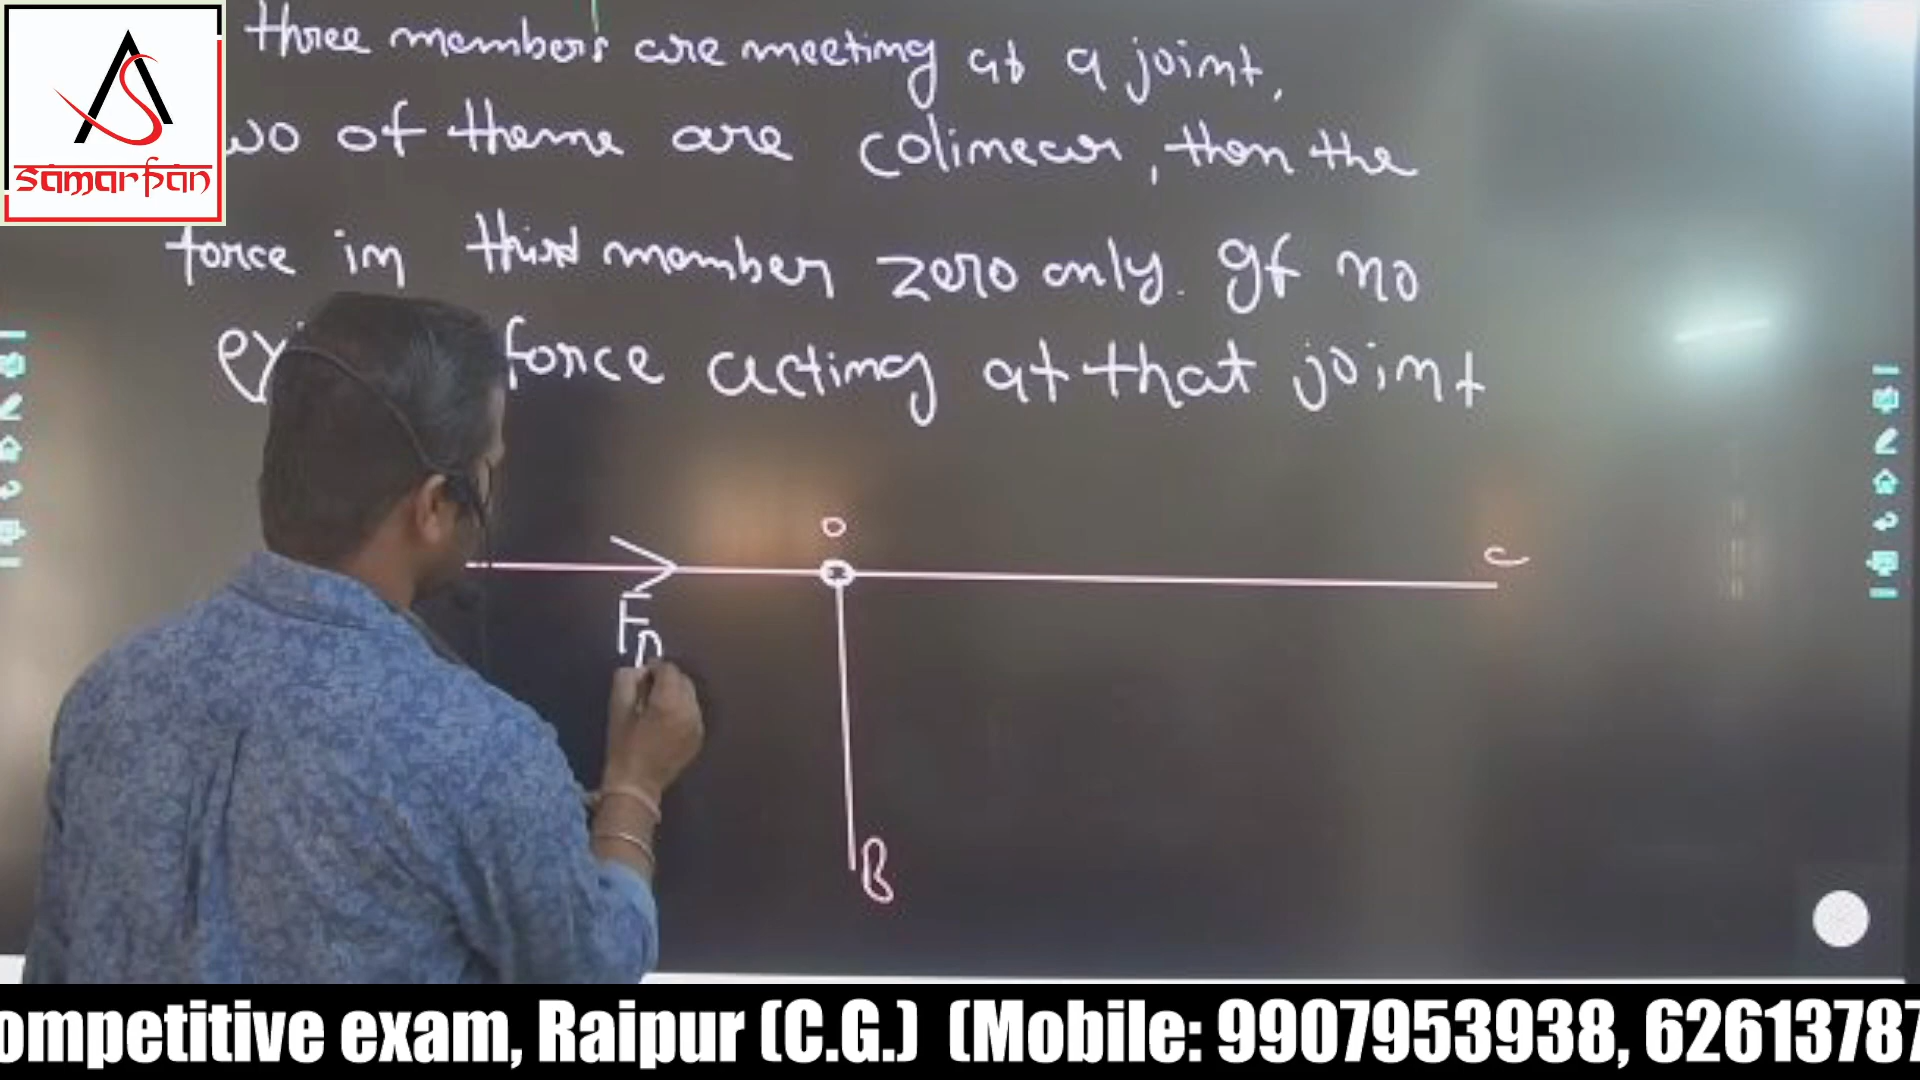 samarpan
three members are meeting at a joint,
wo of theme are colinear, then the
force in third member zero only. If no
force acting at that joint
O
C
F
B
ompetitive exam, Raipur (C.G.) (Mobile: 9907953938, 62613787